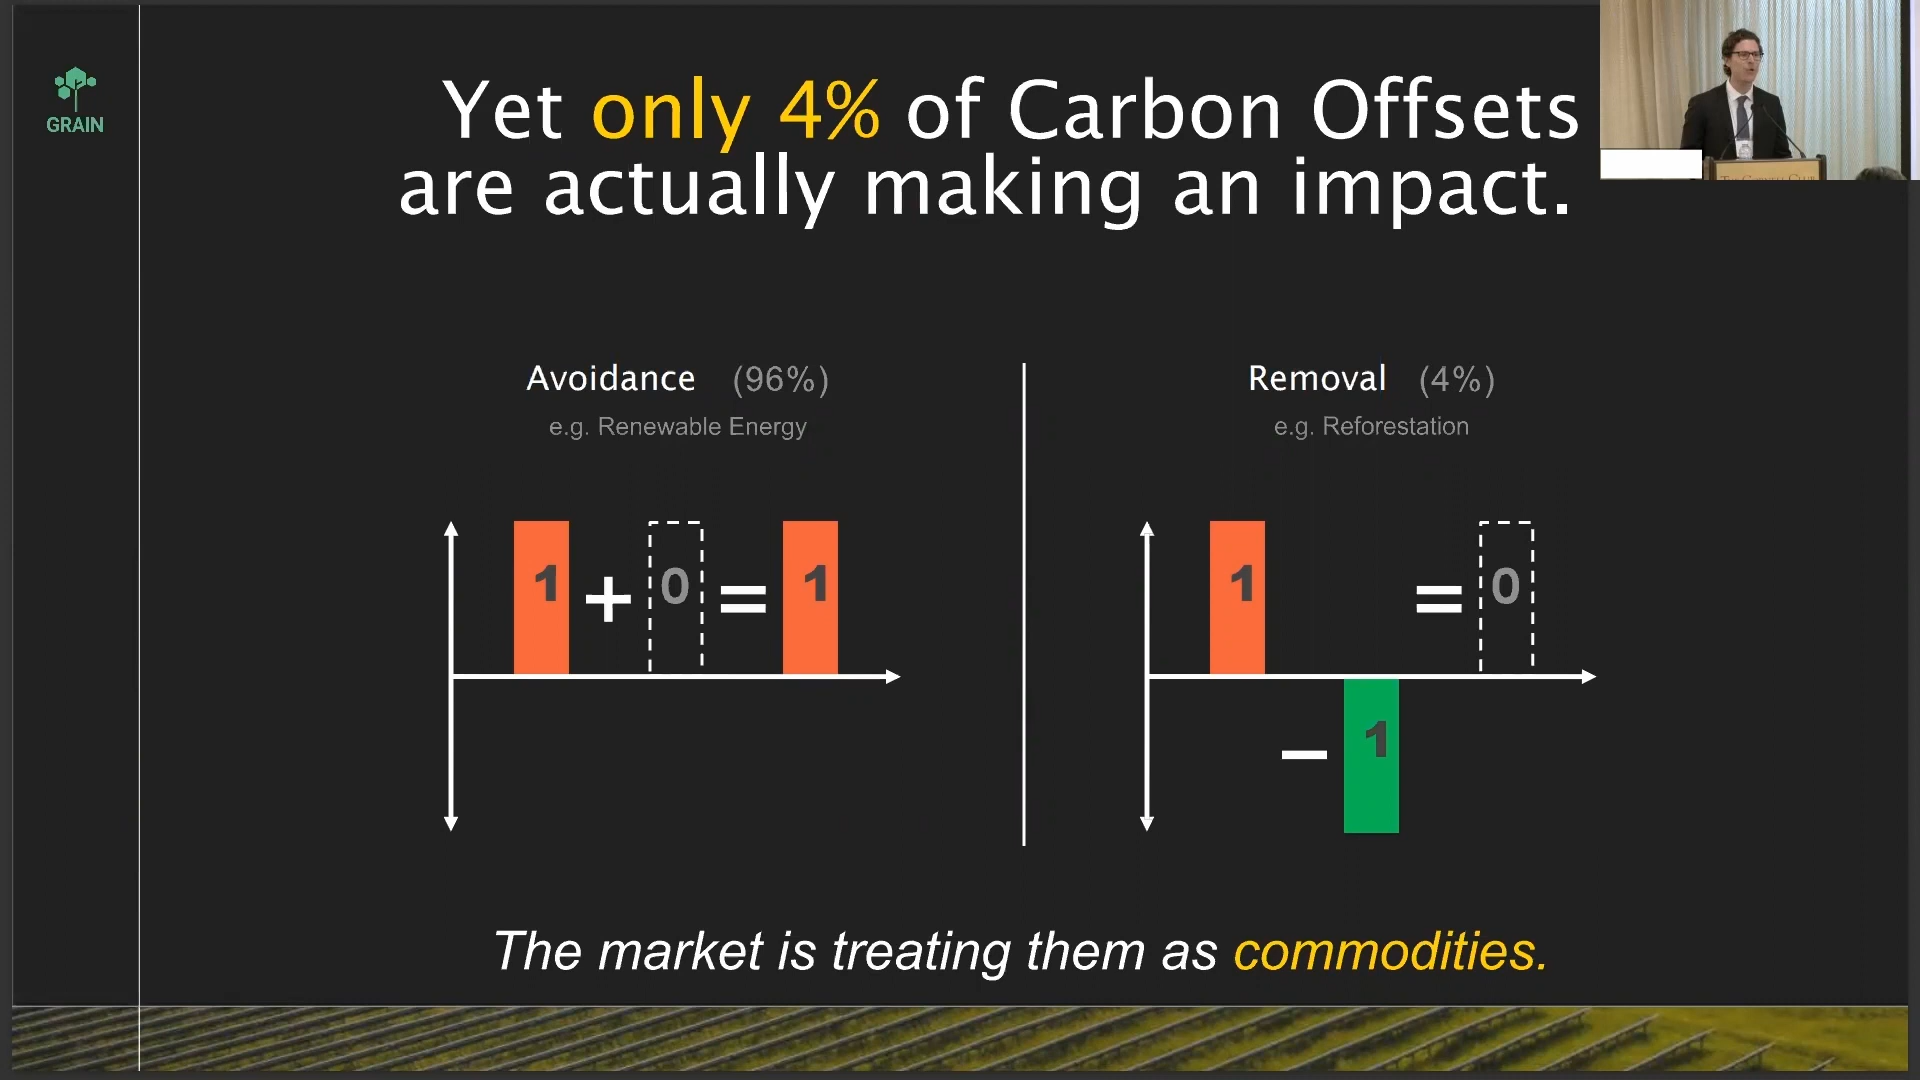 GRAIN
Yet only 4% of Carbon Offsets
are actually making an impact.
Avoidance (96%)
e.g. Renewable Energy
1 + 0 = 1
Removal (4%)
e.g. Reforestation
1 = 0
− 1
The market is treating them as commodities.